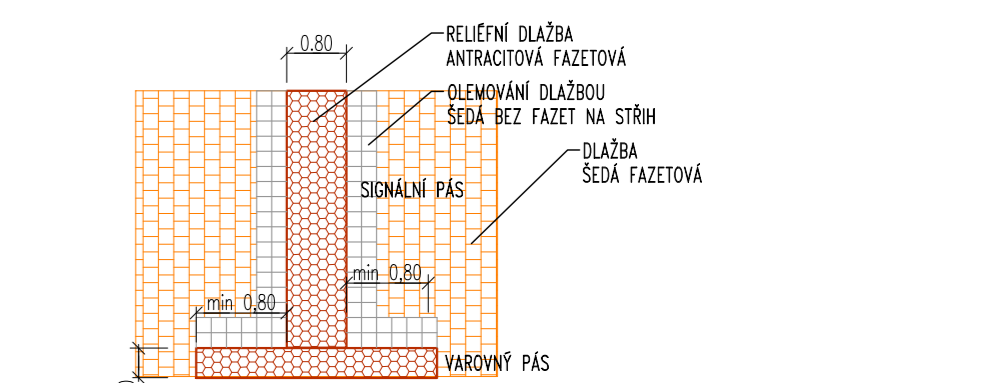 0.80
RELIÉFNÍ DLAŽBA
ANTRACITOVÁ FAZETOVÁ
OLEMOVÁNÍ DLAŽBOU
ŠEDÁ BEZ FAZET NA STŘIH
DLAŽBA
ŠEDÁ FAZETOVÁ
SIGNÁLNÍ PÁS
min 0,80
min 0,80
VAROVNÝ PÁS